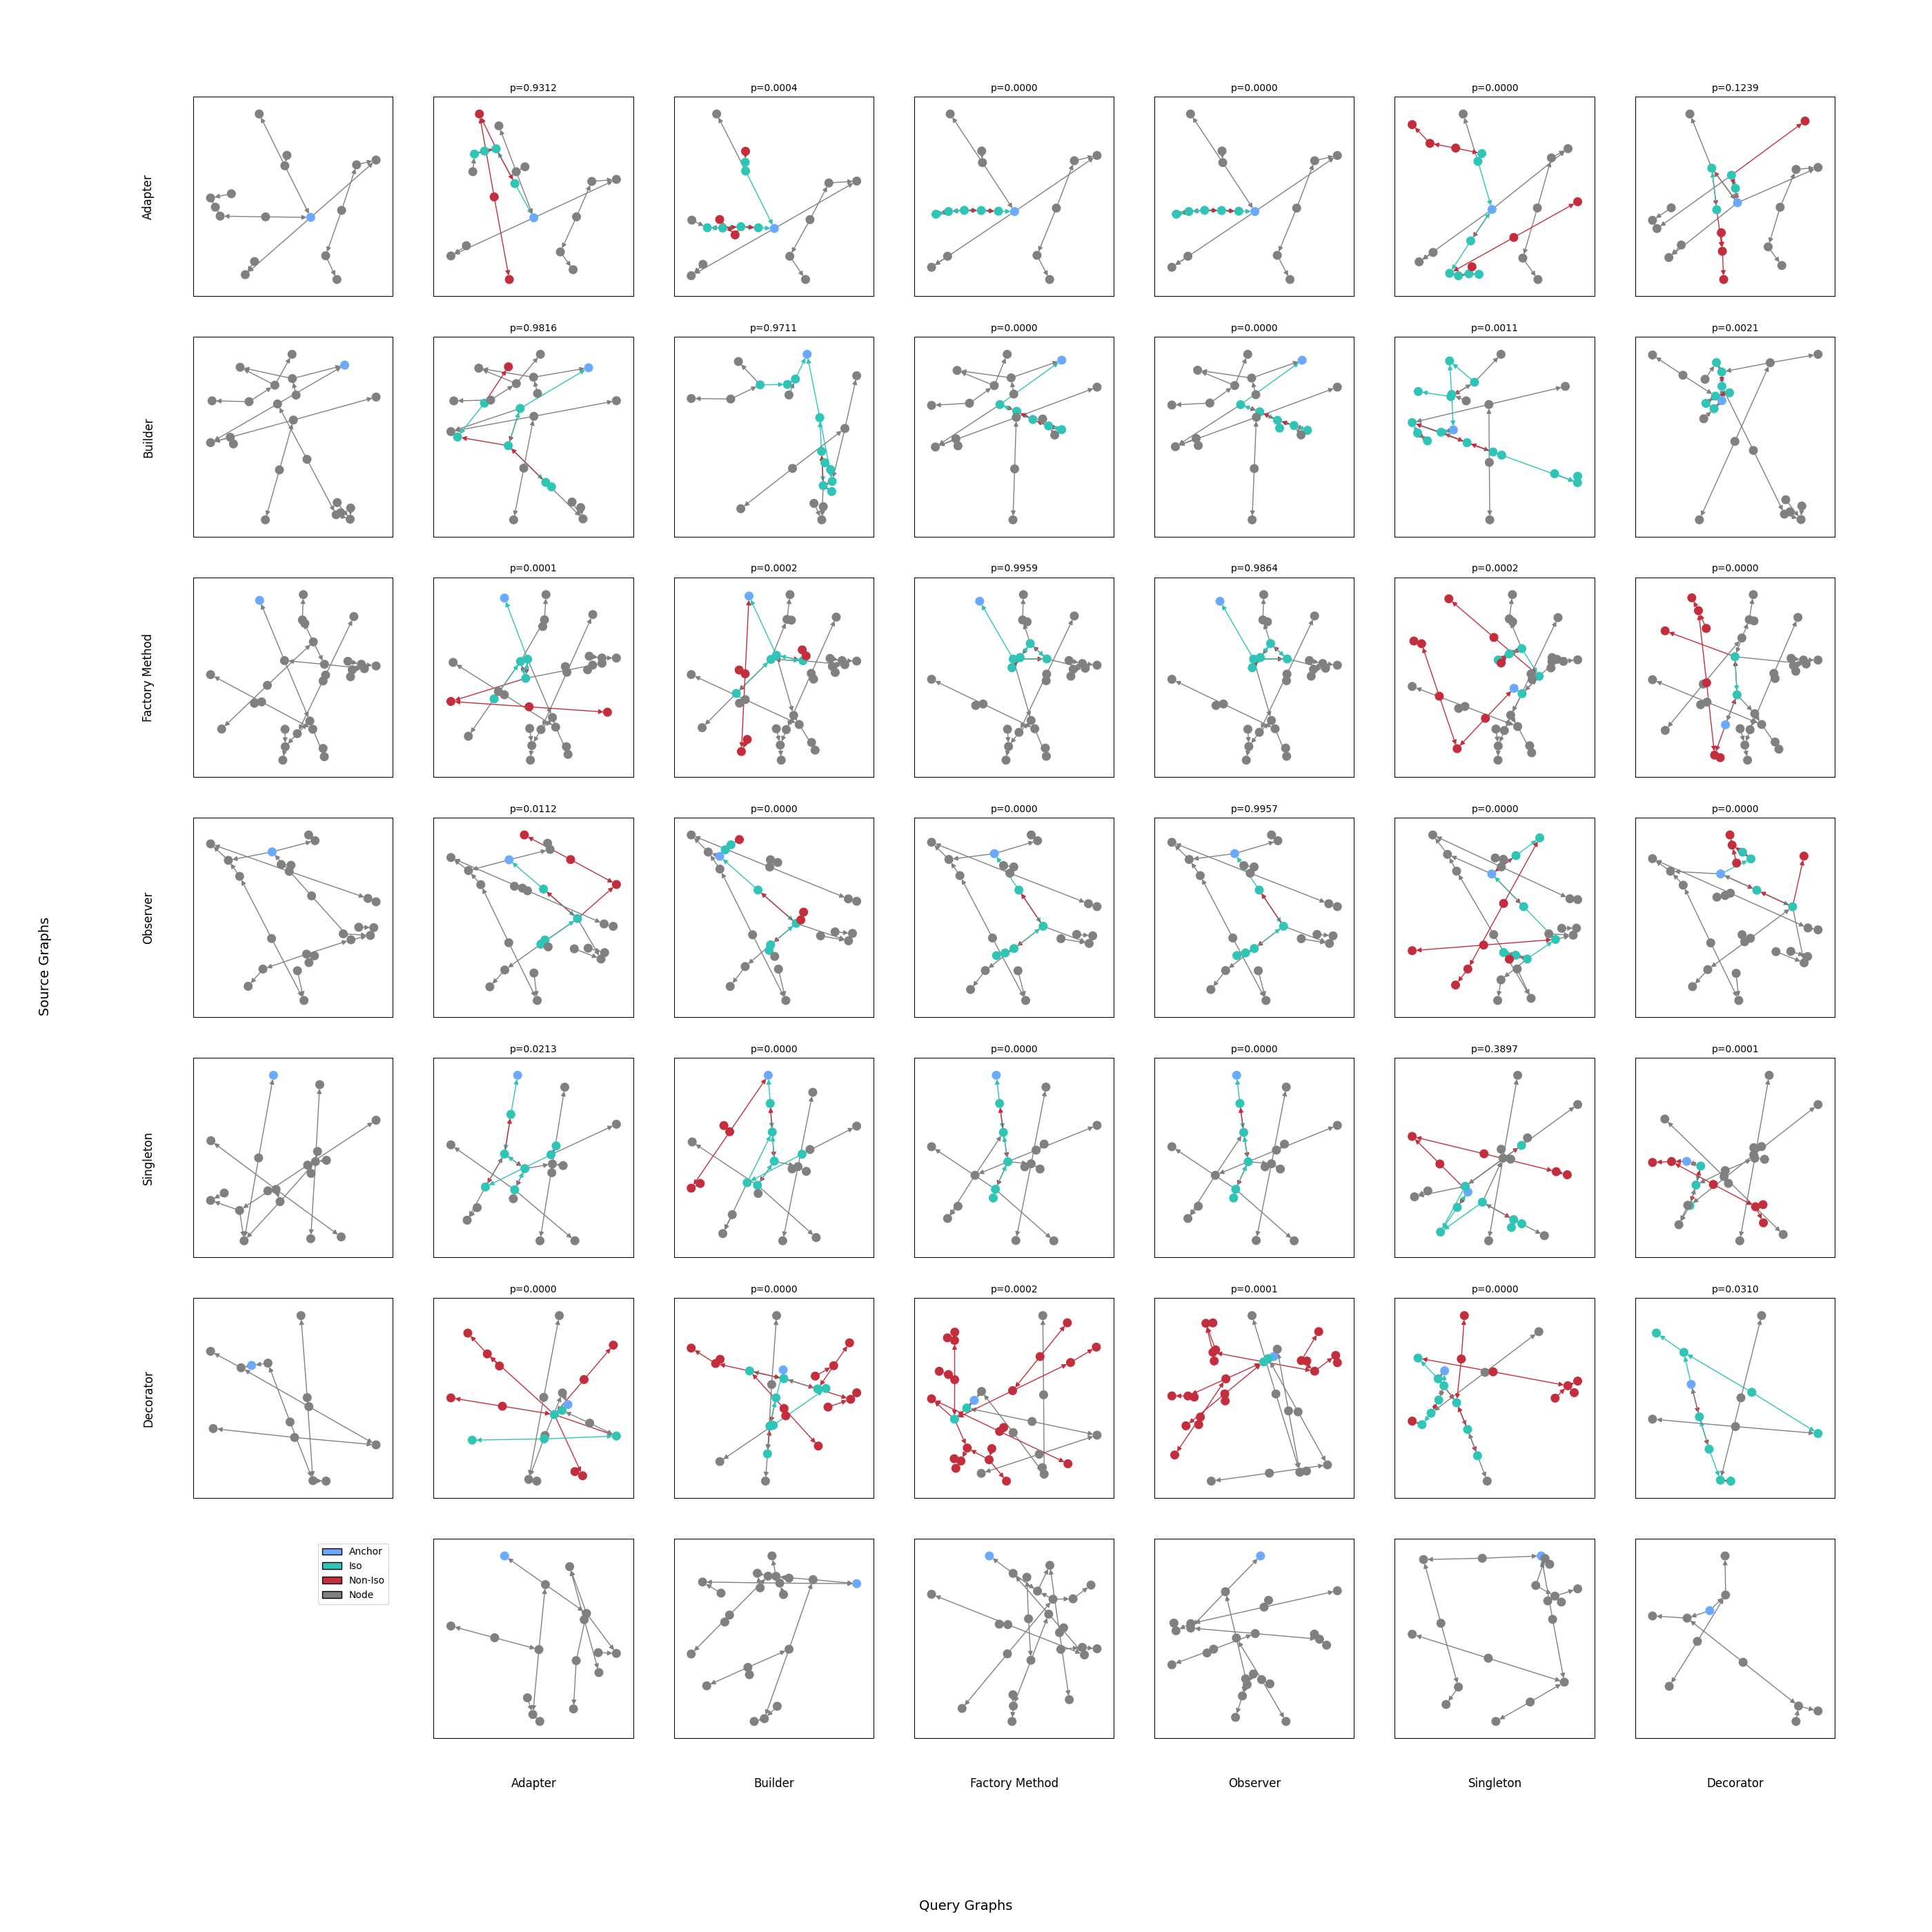 p=0.9312 p=0.0004 p=0.0000 p=0.0000 p=0.0000 p=0.1239
Adapter
p=0.9816 p=0.9711 p=0.0000 p=0.0000 p=0.0011 p=0.0021
Builder
p=0.0001 p=0.0002 p=0.9959 p=0.9864 p=0.0002 p=0.0000
Factory Method
p=0.0112 p=0.0000 p=0.0000 p=0.9957 p=0.0000 p=0.0000
Observer
Source Graphs
p=0.0213 p=0.0000 p=0.0000 p=0.0000 p=0.3897 p=0.0001
Singleton
p=0.0000 p=0.0000 p=0.0002 p=0.0001 p=0.0000 p=0.0310
Decorator
Anchor
Iso
Non-Iso
Node
Adapter Builder Factory Method Observer Singleton Decorator
Query Graphs